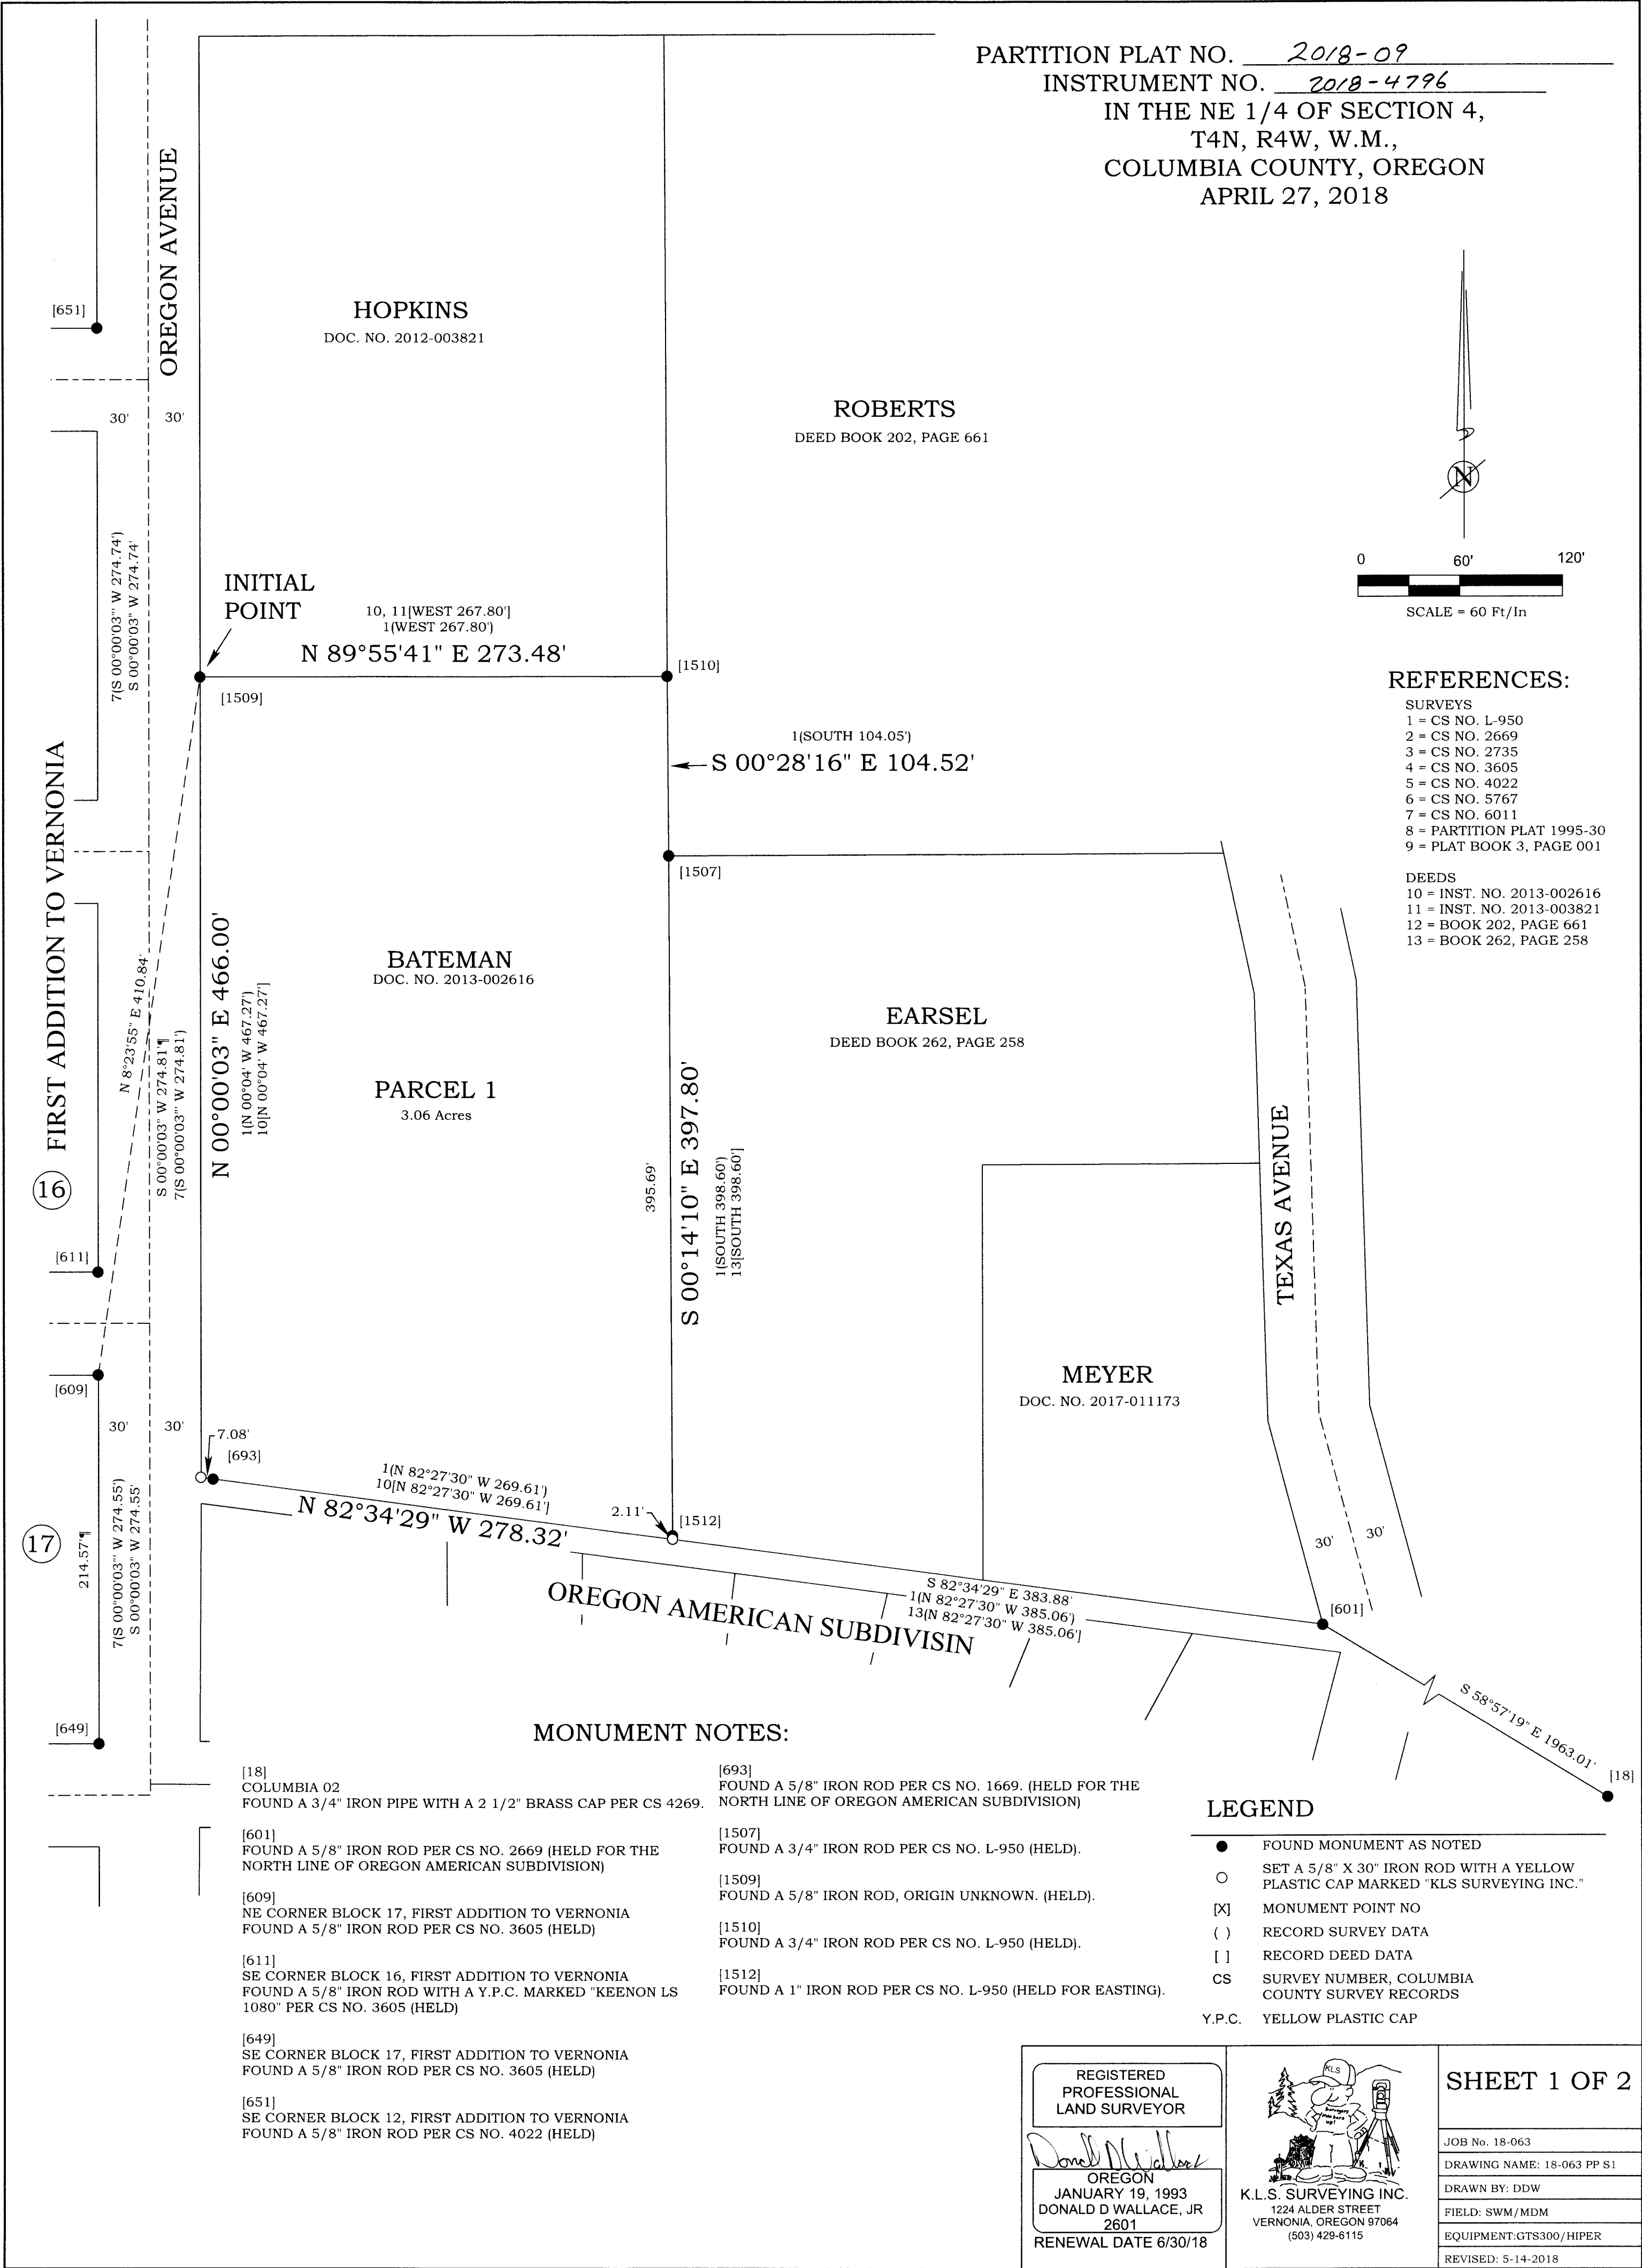 PARTITION PLAT NO. 2018-09
INSTRUMENT NO. 2018-4796
IN THE NE 1/4 OF SECTION 4,
T4N, R4W, W.M.,
COLUMBIA COUNTY, OREGON
APRIL 27, 2018
OREGON AVENUE
[651]
30'
30'
HOPKINS
DOC. NO. 2012-003821
ROBERTS
DEED BOOK 202, PAGE 661
N
0 60' 120'
SCALE = 60 Ft/In
7(S 00°00'03" W 274.74')
S 00°00'03" W 274.74'
INITIAL
POINT
10, 11[WEST 267.80']
1(WEST 267.80')
N 89°55'41" E 273.48'
[1509]
[1510]
1(SOUTH 104.05')
S 00°28'16" E 104.52'
[1507]
REFERENCES:
SURVEYS
1 = CS NO. L-950
2 = CS NO. 2669
3 = CS NO. 2735
4 = CS NO. 3605
5 = CS NO. 4022
6 = CS NO. 5767
7 = CS NO. 6011
8 = PARTITION PLAT 1995-30
9 = PLAT BOOK 3, PAGE 001
DEEDS
10 = INST. NO. 2013-002616
11 = INST. NO. 2013-003821
12 = BOOK 202, PAGE 661
13 = BOOK 262, PAGE 258
FIRST ADDITION TO VERNONIA
N 8°23'55" E 410.84'
S 00°00'03" W 274.81'¶
7(S 00°00'03" W 274.81')
N 00°00'03" E 466.00'
1(N 00°04' W 467.27')
10[N 00°04' W 467.27']
BATEMAN
DOC. NO. 2013-002616
PARCEL 1
3.06 Acres
EARSEL
DEED BOOK 262, PAGE 258
395.69'
S 00°14'10" E 397.80'
1(SOUTH 398.60')
13[SOUTH 398.60']
TEXAS AVENUE
16
[611]
[609]
MEYER
DOC. NO. 2017-011173
30'
30'
7.08'
[693]
17
214.57'¶
7(S 00°00'03" W 274.55')
S 00°00'03" W 274.55'
1(N 82°27'30" W 269.61')
10[N 82°27'30" W 269.61']
N 82°34'29" W 278.32'
2.11'
[1512]
30'
30'
S 82°34'29" E 383.88'
1(N 82°27'30" W 385.06')
13(N 82°27'30" W 385.06']
OREGON AMERICAN SUBDIVISIN
[601]
S 58°57'19" E 1963.01'
[18]
[649]
MONUMENT NOTES:
[18]
COLUMBIA 02
FOUND A 3/4" IRON PIPE WITH A 2 1/2" BRASS CAP PER CS 4269.
[601]
FOUND A 5/8" IRON ROD PER CS NO. 2669 (HELD FOR THE
NORTH LINE OF OREGON AMERICAN SUBDIVISION)
[609]
NE CORNER BLOCK 17, FIRST ADDITION TO VERNONIA
FOUND A 5/8" IRON ROD PER CS NO. 3605 (HELD)
[611]
SE CORNER BLOCK 16, FIRST ADDITION TO VERNONIA
FOUND A 5/8" IRON ROD WITH A Y.P.C. MARKED "KEENON LS
1080" PER CS NO. 3605 (HELD)
[649]
SE CORNER BLOCK 17, FIRST ADDITION TO VERNONIA
FOUND A 5/8" IRON ROD PER CS NO. 3605 (HELD)
[651]
SE CORNER BLOCK 12, FIRST ADDITION TO VERNONIA
FOUND A 5/8" IRON ROD PER CS NO. 4022 (HELD)
[693]
FOUND A 5/8" IRON ROD PER CS NO. 1669. (HELD FOR THE
NORTH LINE OF OREGON AMERICAN SUBDIVISION)
[1507]
FOUND A 3/4" IRON ROD PER CS NO. L-950 (HELD).
[1509]
FOUND A 5/8" IRON ROD, ORIGIN UNKNOWN. (HELD).
[1510]
FOUND A 3/4" IRON ROD PER CS NO. L-950 (HELD).
[1512]
FOUND A 1" IRON ROD PER CS NO. L-950 (HELD FOR EASTING).
LEGEND
FOUND MONUMENT AS NOTED
SET A 5/8" X 30" IRON ROD WITH A YELLOW
PLASTIC CAP MARKED "KLS SURVEYING INC."
[X] MONUMENT POINT NO
( ) RECORD SURVEY DATA
[ ] RECORD DEED DATA
CS SURVEY NUMBER, COLUMBIA
COUNTY SURVEY RECORDS
Y.P.C. YELLOW PLASTIC CAP
REGISTERED
PROFESSIONAL
LAND SURVEYOR
Donald D Wallace
OREGON
JANUARY 19, 1993
DONALD D WALLACE, JR
2601
RENEWAL DATE 6/30/18
KLS
Surveyors
measure
up!
K.L.S. SURVEYING INC.
1224 ALDER STREET
VERNONIA, OREGON 97064
(503) 429-6115
SHEET 1 OF 2
JOB No. 18-063
DRAWING NAME: 18-063 PP S1
DRAWN BY: DDW
FIELD: SWM/MDM
EQUIPMENT:GTS300/HIPER
REVISED: 5-14-2018